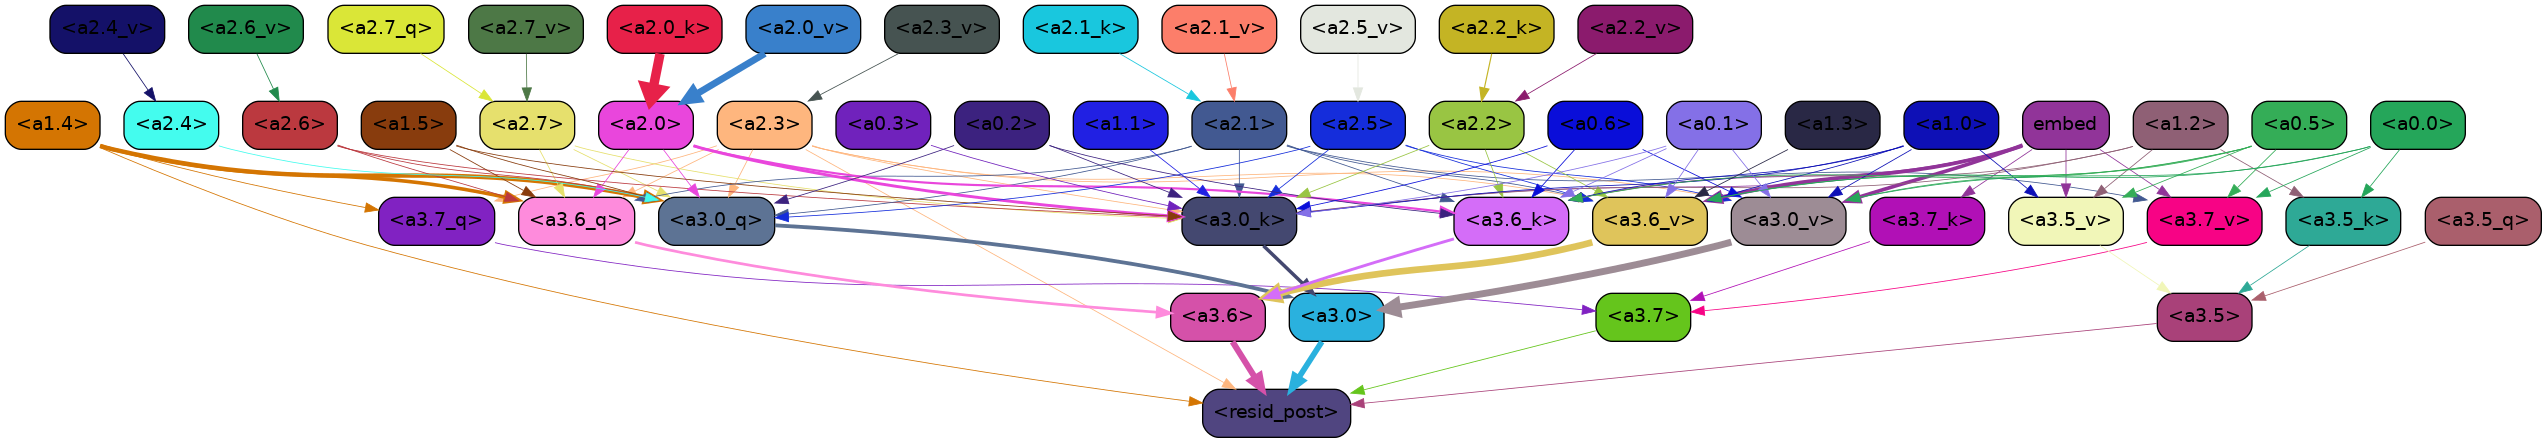 <a2.4_v> <a2.6_v> <a2.7_q> <a2.7_v> <a2.0_k> <a2.0_v> <a2.3_v> <a2.1_k> <a2.1_v> <a2.5_v> <a2.2_k> <a2.2_v>
<a1.4> <a2.4> <a2.6> <a1.5> <a2.7> <a2.0> <a2.3> <a0.3> <a0.2> <a1.1> <a2.1> <a2.5> <a2.2> <a0.6> <a0.1> <a1.3> <a1.0> embed <a1.2> <a0.5> <a0.0>
<a3.7_q> <a3.6_q> <a3.0_q> <a3.0_k> <a3.6_k> <a3.6_v> <a3.0_v> <a3.7_k> <a3.5_v> <a3.7_v> <a3.5_k> <a3.5_q>
<a3.6> <a3.0> <a3.7> <a3.5>
<resid_post>